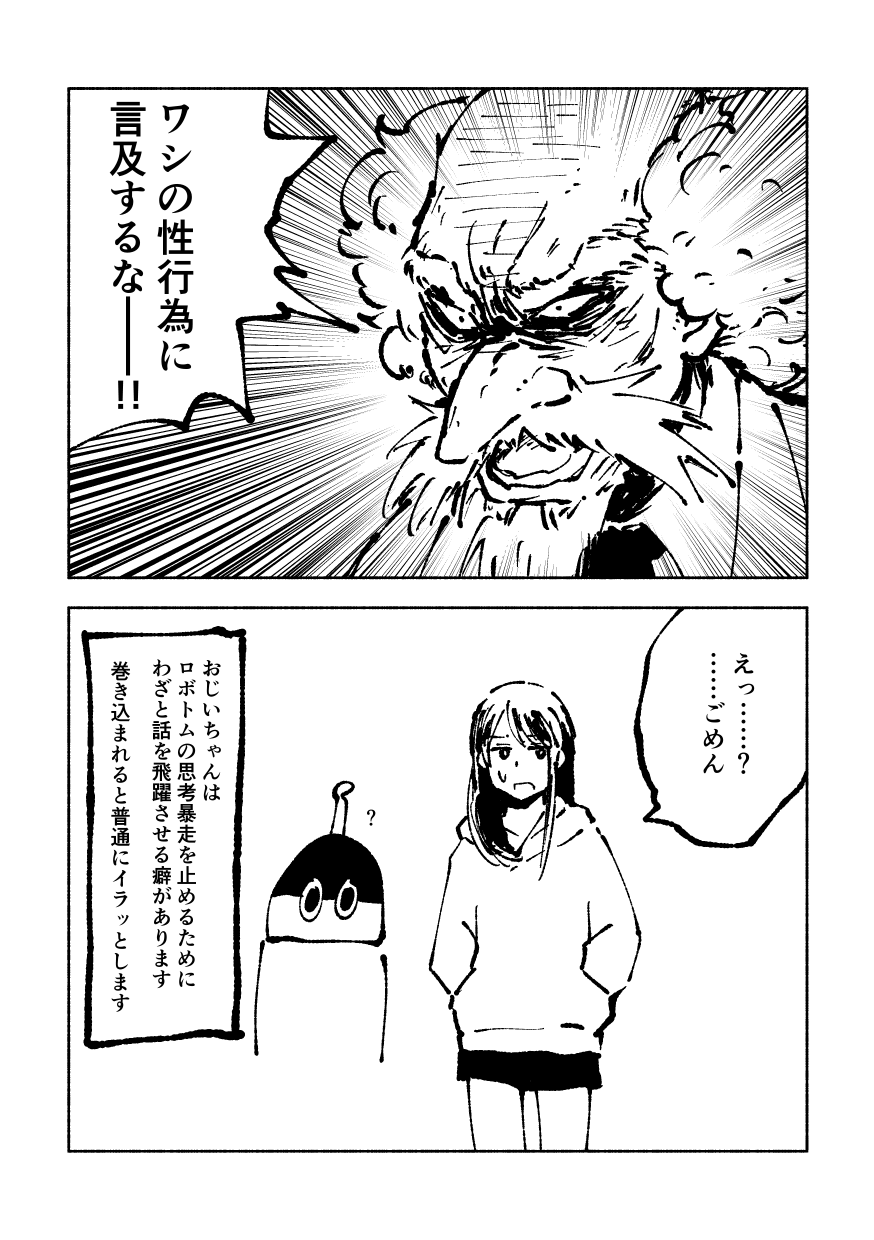 ワシの性行為に
言及するな――!!
えっ……?
……ごめん
?
おじいちゃんは
ロボトムの思考暴走を止めるために
わざと話を飛躍させる癖があります
巻き込まれると普通にイラッとします